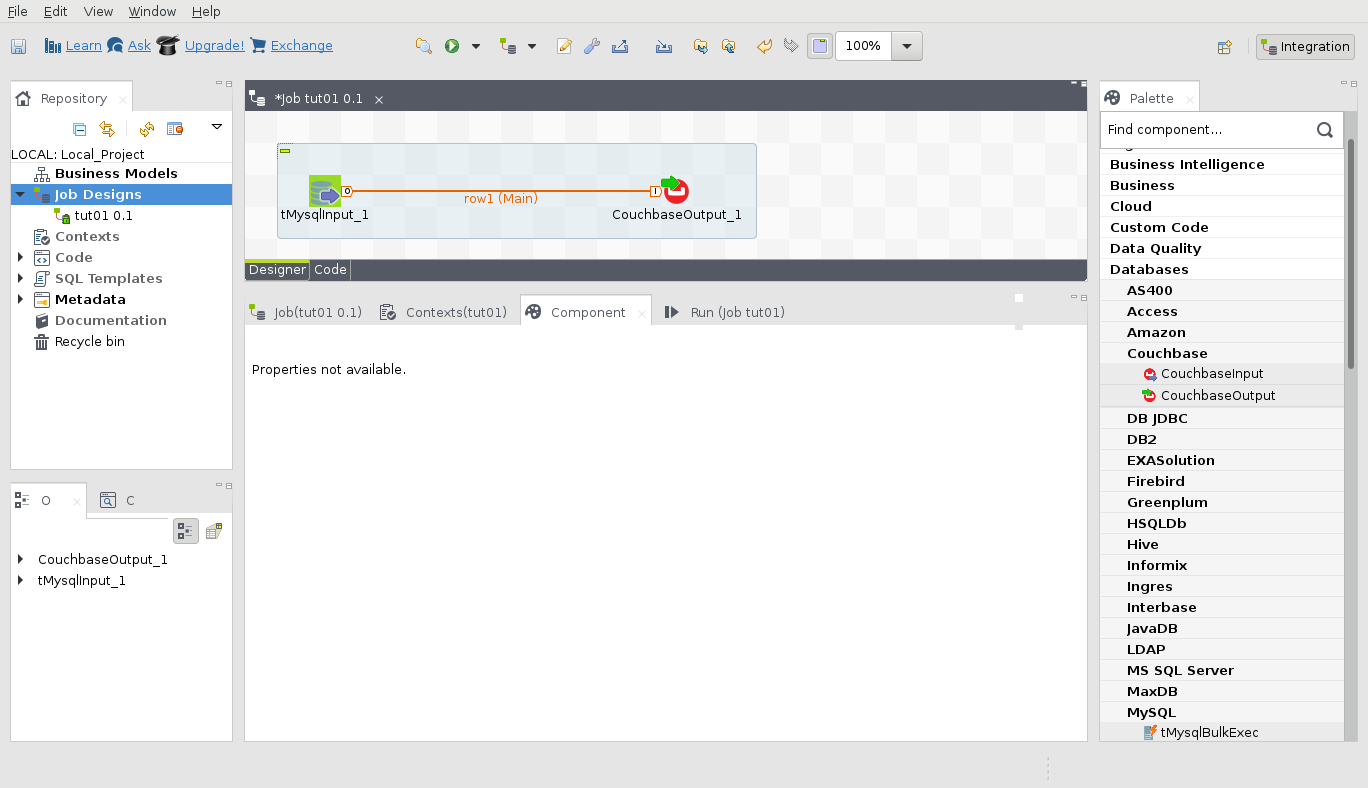 File Edit View Window Help
Learn Ask Upgrade! Exchange 100% Integration
Repository
LOCAL: Local_Project
Business Models
Job Designs
tut01 0.1
Contexts
Code
SQL Templates
Metadata
Documentation
Recycle bin
O C
CouchbaseOutput_1
tMysqlInput_1
*Job tut01 0.1
O I
row1 (Main)
tMysqlInput_1 CouchbaseOutput_1
Designer Code
Job(tut01 0.1) Contexts(tut01) Component Run (Job tut01)
Properties not available.
Palette
Find component...
Business Intelligence
Business
Cloud
Custom Code
Data Quality
Databases
AS400
Access
Amazon
Couchbase
CouchbaseInput
CouchbaseOutput
DB JDBC
DB2
EXASolution
Firebird
Greenplum
HSQLDb
Hive
Informix
Ingres
Interbase
JavaDB
LDAP
MS SQL Server
MaxDB
MySQL
tMysqlBulkExec